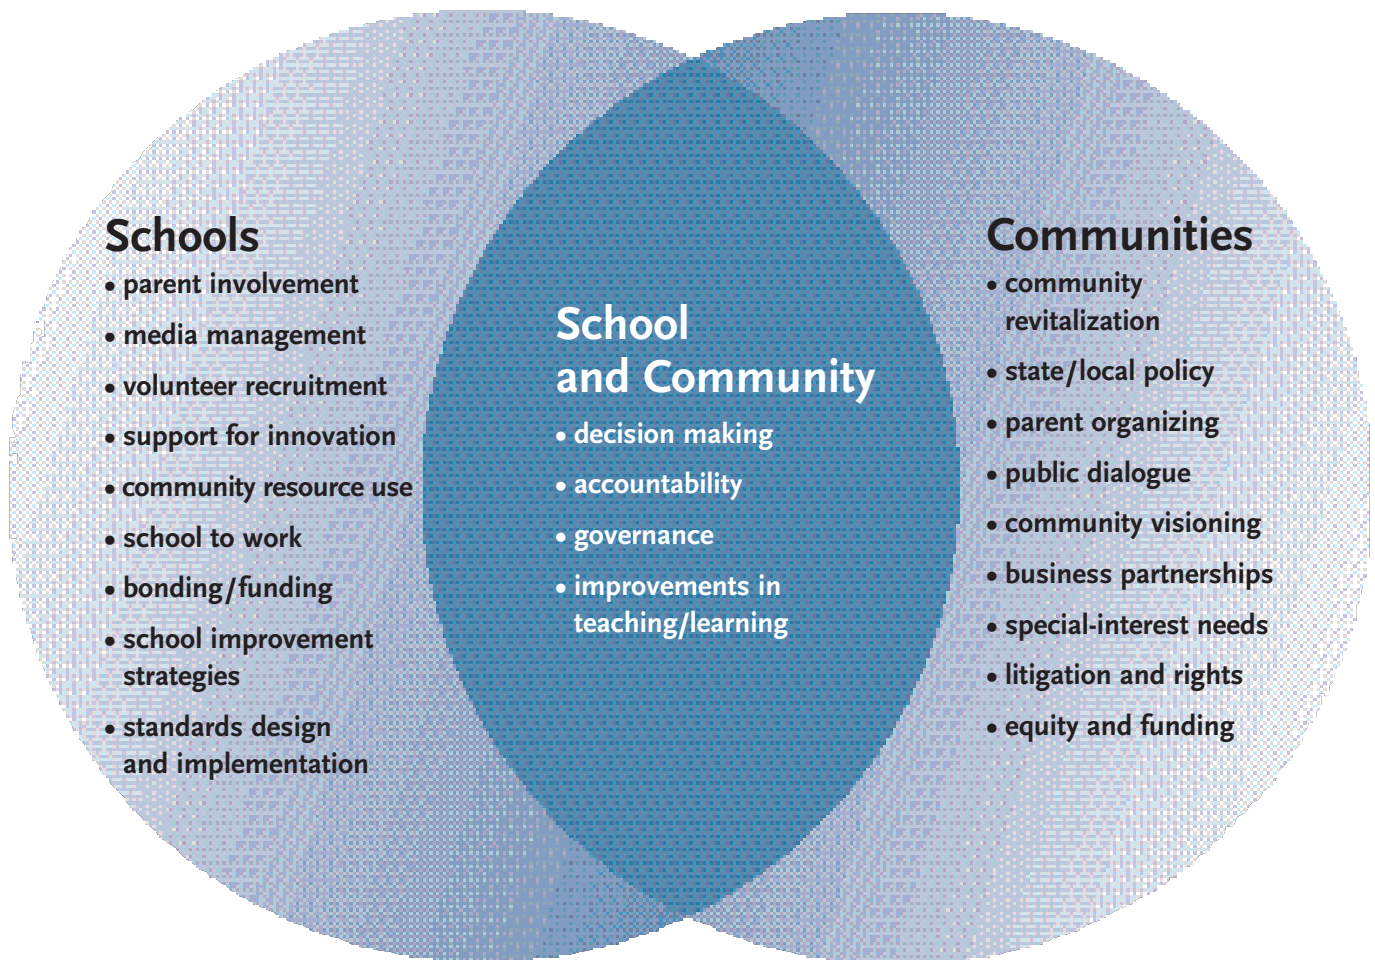 Schools
• parent involvement
• media management
• volunteer recruitment
• support for innovation
• community resource use
• school to work
• bonding/funding
• school improvement
strategies
• standards design
and implementation
School
and Community
• decision making
• accountability
• governance
• improvements in
teaching/learning
Communities
• community
revitalization
• state/local policy
• parent organizing
• public dialogue
• community visioning
• business partnerships
• special-interest needs
• litigation and rights
• equity and funding